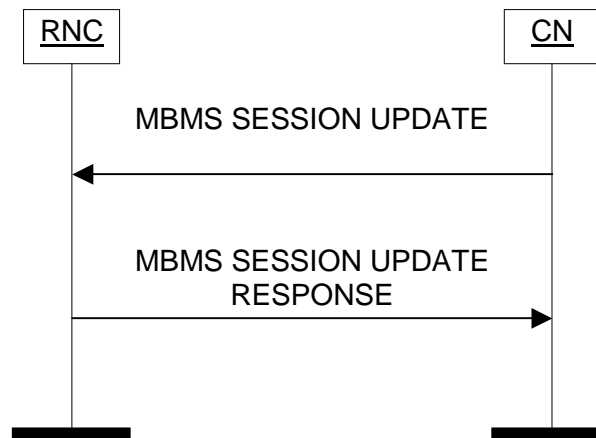 RNC
CN
MBMS SESSION UPDATE
MBMS SESSION UPDATE
RESPONSE